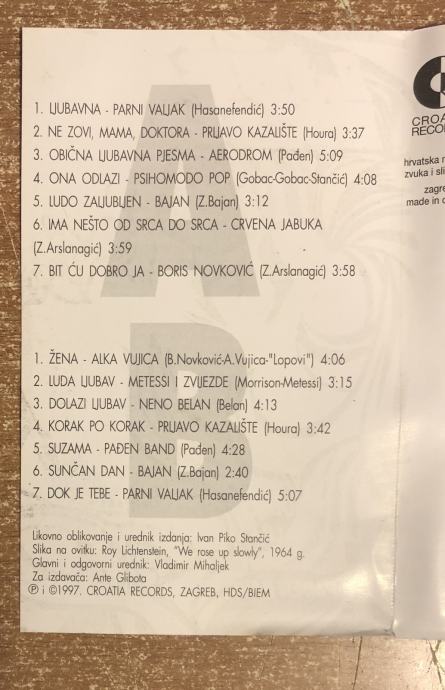 A
1. LJUBAVNA - PARNI VALJAK (Hasanefendić) 3:50
2. NE ZOVI, MAMA, DOKTORA - PRLJAVO KAZALIŠTE (Houra) 3:37
3. OBIČNA LJUBAVNA PJESMA - AERODROM (Pađen) 5:09
4. ONA ODLAZI - PSIHOMODO POP (Gobac-Gobac-Stančić) 4:08
5. LUDO ZALJUBLJEN - BAJAN (Z.Bajan) 3:12
6. IMA NEŠTO OD SRCA DO SRCA - CRVENA JABUKA
(Z.Arslanagić) 3:59
7. BIT ĆU DOBRO JA - BORIS NOVKOVIĆ (Z.Arslanagić) 3:58
B
1. ŽENA - ALKA VUJICA (B.Novković-A.Vujica-"Lopovi") 4:06
2. LUDA LJUBAV - METESSI I ZVIJEZDE (Morrison-Metessi) 3:15
3. DOLAZI LJUBAV - NENO BELAN (Belan) 4:13
4. KORAK PO KORAK - PRLJAVO KAZALIŠTE (Houra) 3:42
5. SUZAMA - PAĐEN BAND (Pađen) 4:28
6. SUNČAN DAN - BAJAN (Z.Bajan) 2:40
7. DOK JE TEBE - PARNI VALJAK (Hasanefendić) 5:07
Likovno oblikovanje i urednik izdanja: Ivan Piko Stančić
Slika na ovitku: Roy Lichtenstein, "We rose up slowly", 1964 g.
Glavni i odgovorni urednik: Vladimir Mihaljek
Za izdavača: Ante Glibota
℗ i ©1997. CROATIA RECORDS, ZAGREB, HDS/BIEM
CROA
RECOR
hrvatska n
zvuka i sli
zagre
made in c